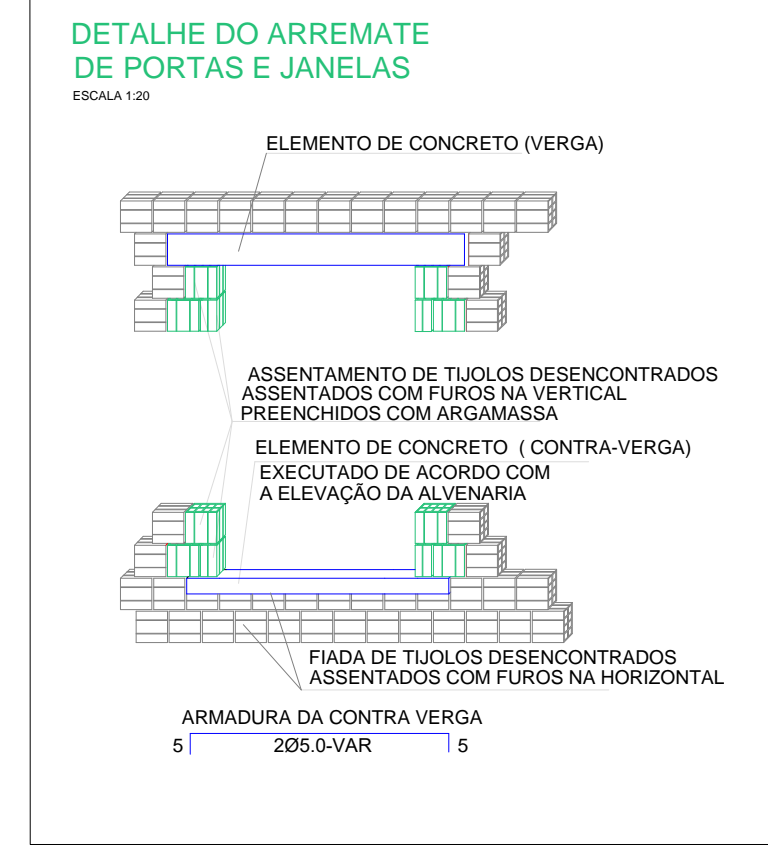 DETALHE DO ARREMATE
DE PORTAS E JANELAS
ESCALA 1:20
ELEMENTO DE CONCRETO (VERGA)
ASSENTAMENTO DE TIJOLOS DESENCONTRADOS
ASSENTADOS COM FUROS NA VERTICAL
PREENCHIDOS COM ARGAMASSA
ELEMENTO DE CONCRETO ( CONTRA-VERGA)
EXECUTADO DE ACORDO COM
A ELEVAÇÃO DA ALVENARIA
FIADA DE TIJOLOS DESENCONTRADOS
ASSENTADOS COM FUROS NA HORIZONTAL
ARMADURA DA CONTRA VERGA
5 2Ø5.0-VAR 5